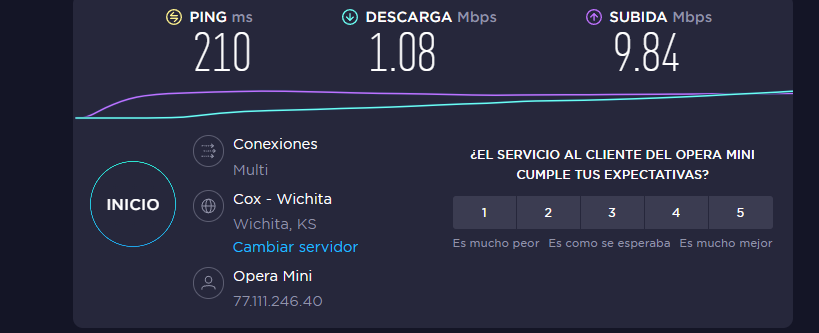 PING ms
DESCARGA Mbps
SUBIDA Mbps
210
1.08
9.84
Conexiones
Multi
INICIO
Cox - Wichita
Wichita, KS
Cambiar servidor
Opera Mini
77.111.246.40
¿EL SERVICIO AL CLIENTE DEL OPERA MINI
CUMPLE TUS EXPECTATIVAS?
1 2 3 4 5
Es mucho peor Es como se esperaba Es mucho mejor